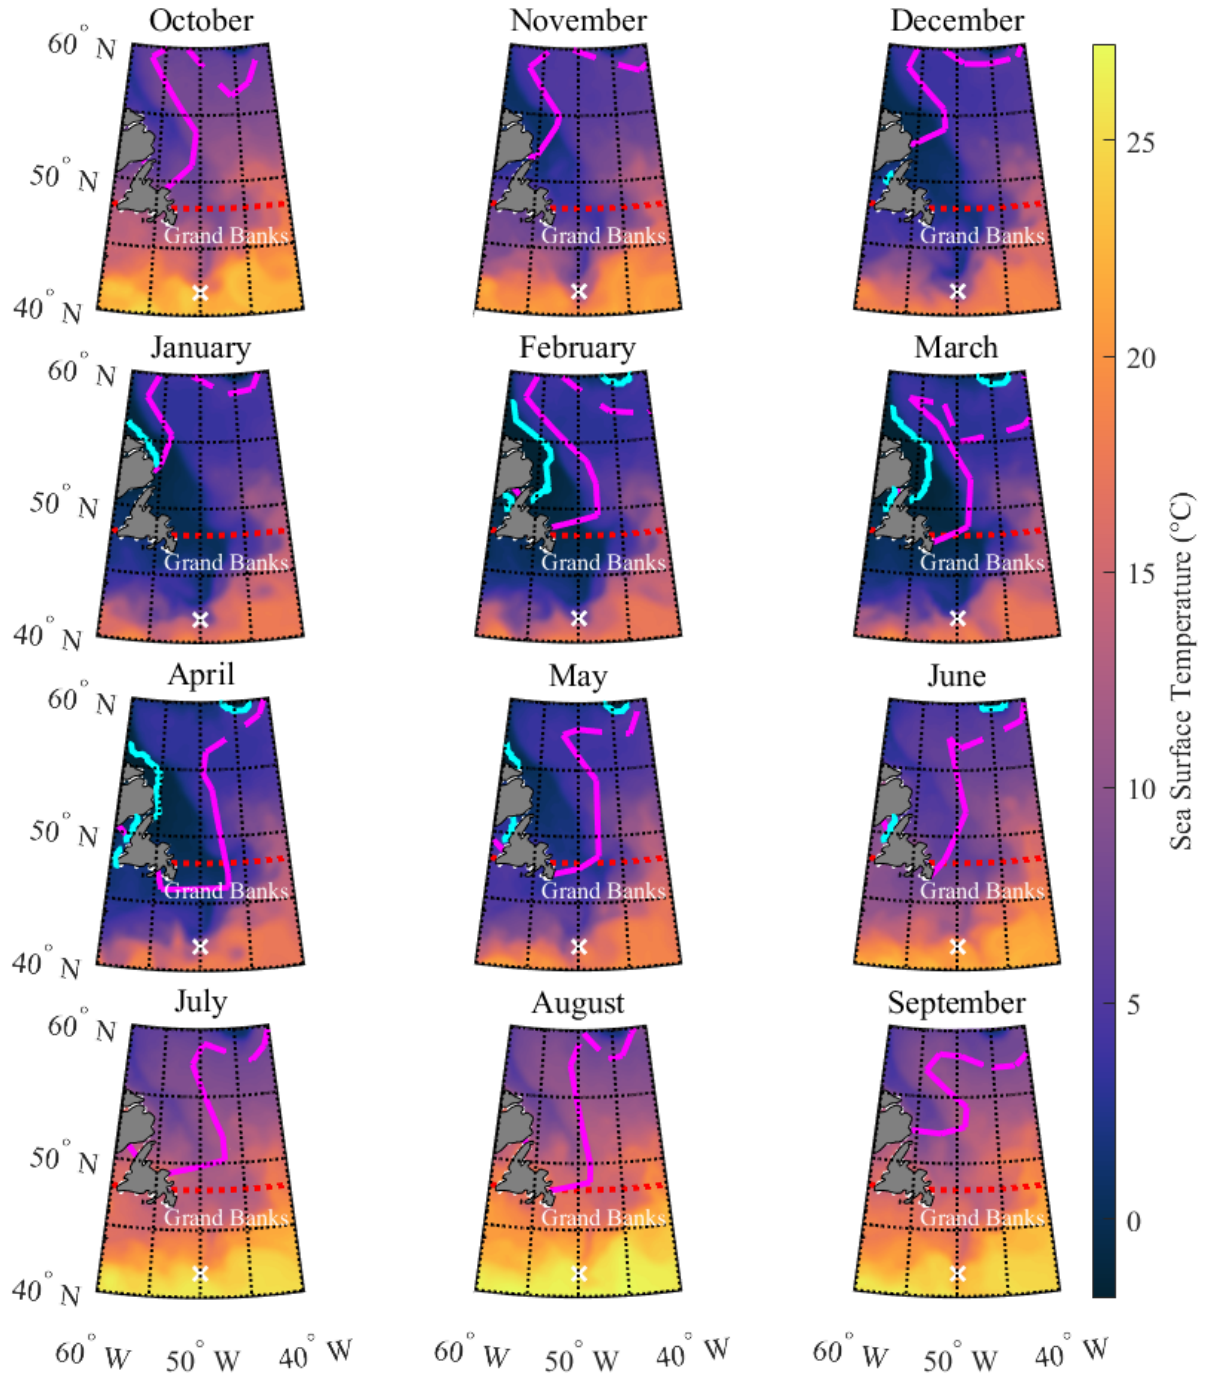 October November December
60° N
50° N
Grand Banks Grand Banks Grand Banks
40° N
January February March
60° N
50° N
Grand Banks Grand Banks Grand Banks
40° N
April May June
60° N
50° N
Grand Banks Grand Banks Grand Banks
40° N
July August September
60° N
50° N
Grand Banks Grand Banks Grand Banks
40° N
60° W 50° W 40° W 60° W 50° W 40° W 60° W 50° W 40° W
25
20
15
10
5
0
Sea Surface Temperature (°C)